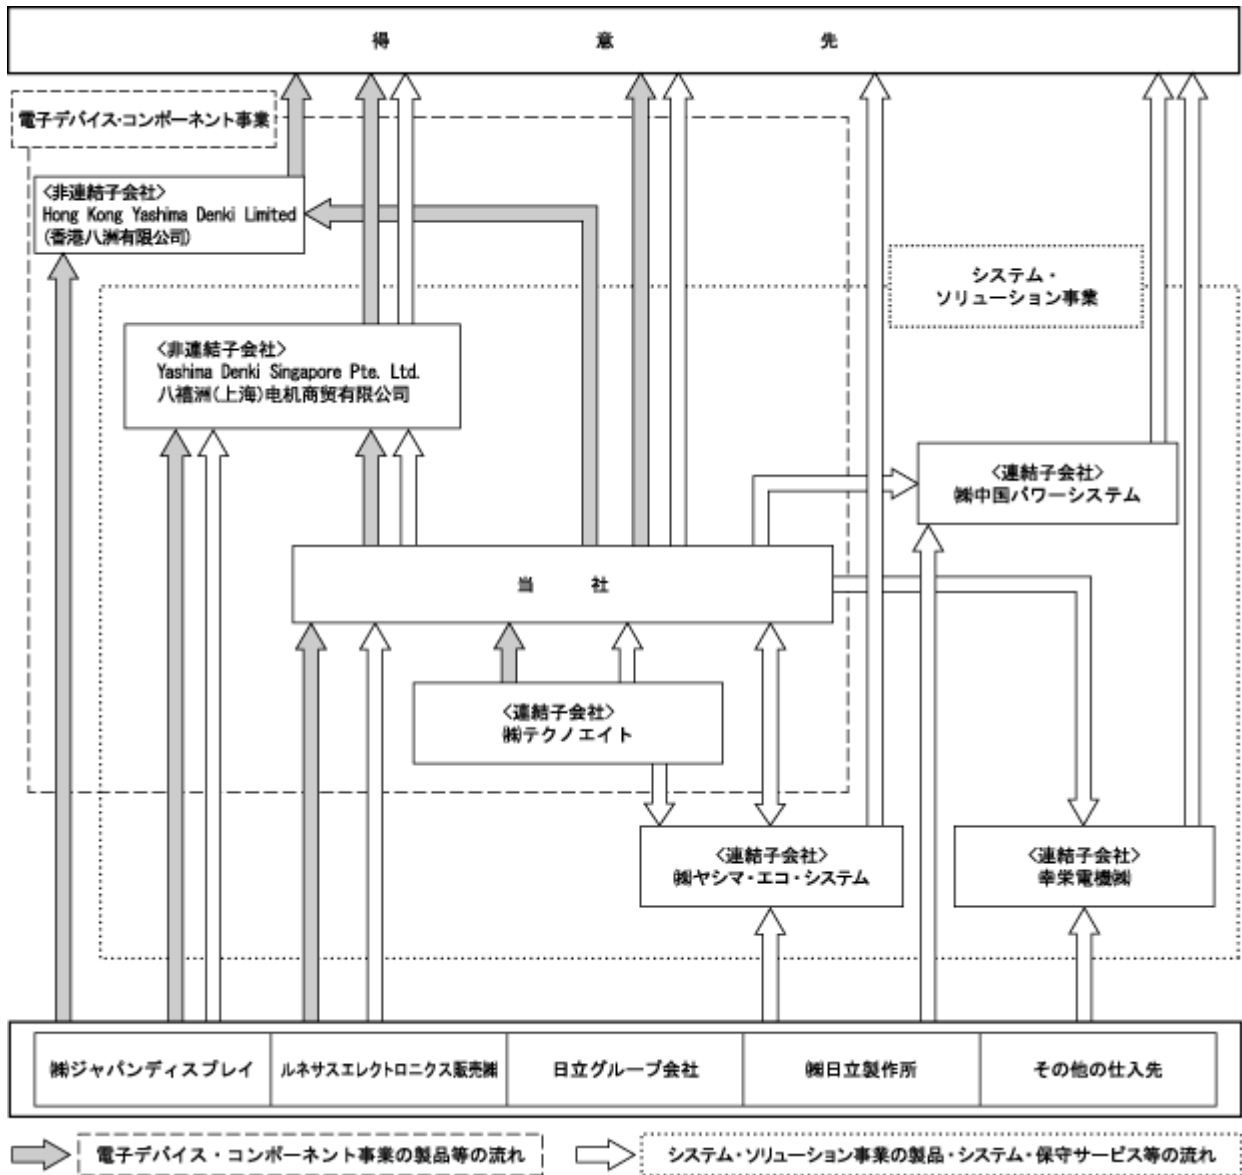 得意先
電子デバイス・コンポーネント事業
〈非連結子会社〉
Hong Kong Yashima Denki Limited
(香港八洲有限公司)
システム・
ソリューション事業
〈非連結子会社〉
Yashima Denki Singapore Pte. Ltd.
八禧洲(上海)电机商贸有限公司
〈連結子会社〉
㈱中国パワーシステム
当社
〈連結子会社〉
㈱テクノエイト
〈連結子会社〉
㈱ヤシマ・エコ・システム
〈連結子会社〉
幸栄電機㈱
㈱ジャパンディスプレイ
ルネサスエレクトロニクス販売㈱
日立グループ会社
㈱日立製作所
その他の仕入先
電子デバイス・コンポーネント事業の製品等の流れ
システム・ソリューション事業の製品・システム・保守サービス等の流れ